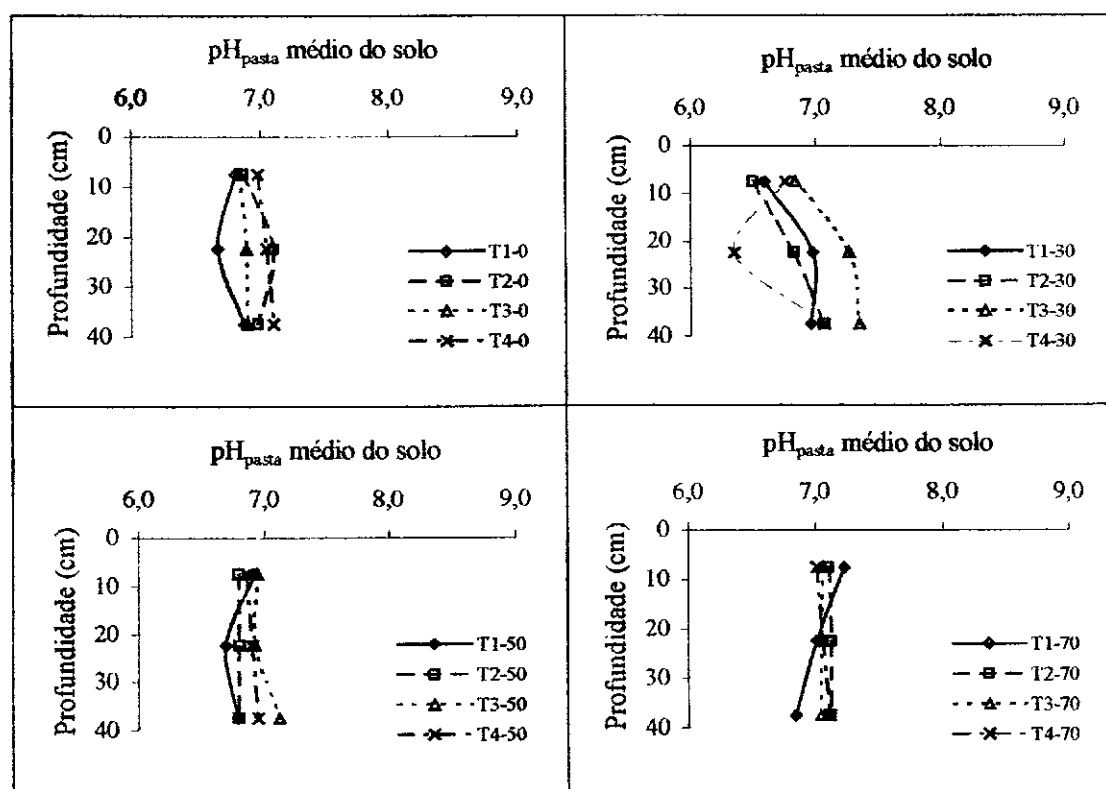 pHpasta médio do solo
6,0 7,0 8,0 9,0
Profundidade (cm)
0
10
20
30
40
T1-0
T2-0
T3-0
T4-0
pHpasta médio do solo
6,0 7,0 8,0 9,0
Profundidade (cm)
0
10
20
30
40
T1-30
T2-30
T3-30
T4-30
pHpasta médio do solo
6,0 7,0 8,0 9,0
Profundidade (cm)
0
10
20
30
40
T1-50
T2-50
T3-50
T4-50
pHpasta médio do solo
6,0 7,0 8,0 9,0
Profundidade (cm)
0
10
20
30
40
T1-70
T2-70
T3-70
T4-70